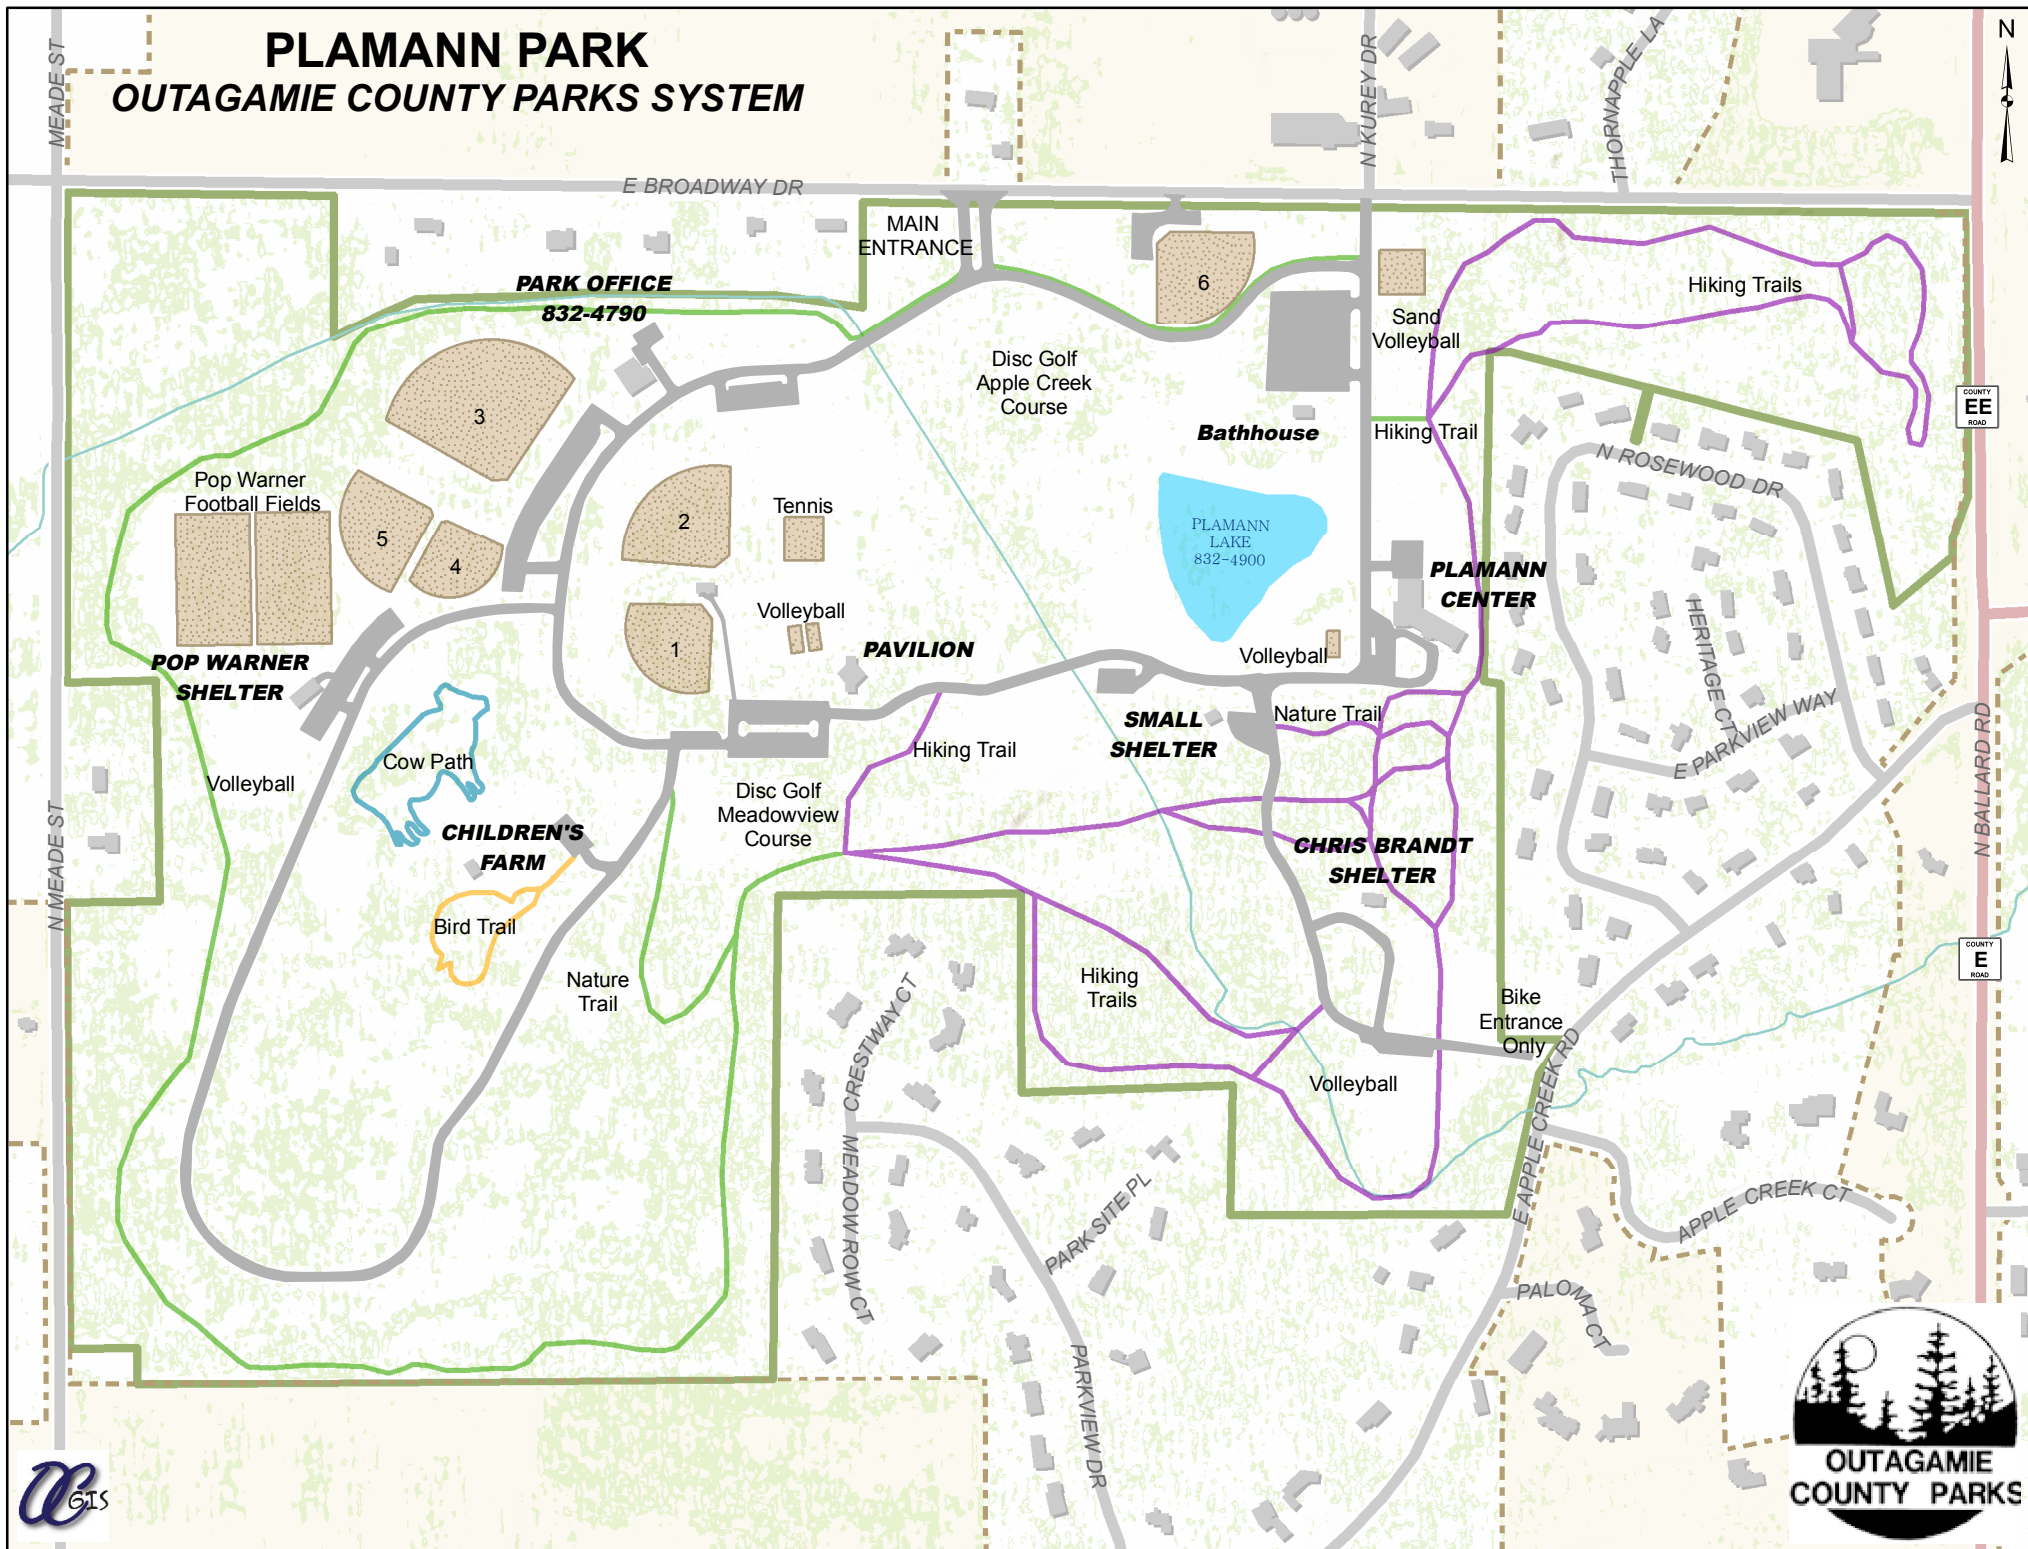 PLAMANN PARK
OUTAGAMIE COUNTY PARKS SYSTEM
MEADE ST
N KUREY DR
THORNAPPLE LA
N
E BROADWAY DR
MAIN
ENTRANCE
PARK OFFICE
832-4790
6
Hiking Trails
Sand
Volleyball
Disc Golf
Apple Creek
Course
3
COUNTY
EE
ROAD
Bathhouse
Hiking Trail
N ROSEWOOD DR
Pop Warner
Football Fields
Tennis
2
5
4
PLAMANN
LAKE
832-4900
PLAMANN
CENTER
HERITAGE CT
Volleyball
1
PAVILION
Volleyball
POP WARNER
SHELTER
SMALL
SHELTER
Nature Trail
E PARKVIEW WAY
N BALLARD RD
Cow Path
Hiking Trail
Volleyball
Disc Golf
Meadowview
Course
CHILDREN'S
FARM
CHRIS BRANDT
SHELTER
N MEADE ST
Bird Trail
COUNTY
E
ROAD
Nature
Trail
Hiking
Trails
Bike
Entrance
Only
CRESTWAY CT
Volleyball
E APPLE CREEK RD
MEADOW ROW CT
PARK SITE PL
APPLE CREEK CT
PALOMA CT
PARKVIEW DR
OC GIS
OUTAGAMIE
COUNTY PARKS